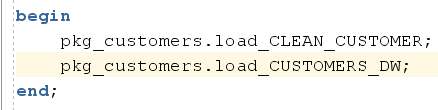 begin
    pkg_customers.load_CLEAN_CUSTOMER;
    pkg_customers.load_CUSTOMERS_DW;
end;